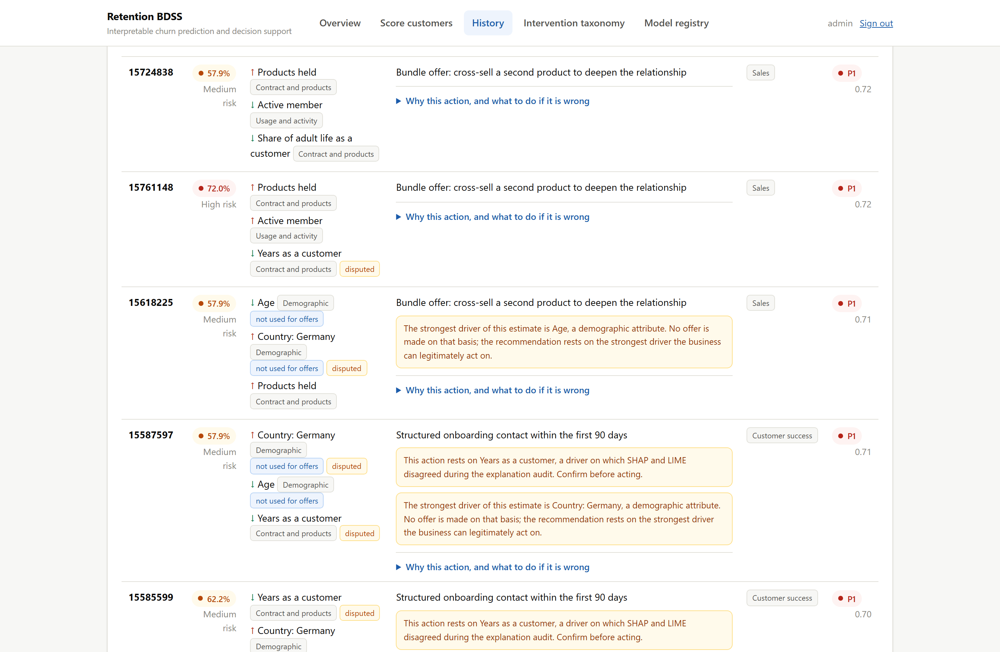 Retention BDSS
Interpretable churn prediction and decision support
Overview
Score customers
History
Intervention taxonomy
Model registry
admin
Sign out
15724838
57.9%
Medium
risk
↑ Products held
Contract and products
↓ Active member
Usage and activity
↓ Share of adult life as a
customer Contract and products
Bundle offer: cross-sell a second product to deepen the relationship
▶ Why this action, and what to do if it is wrong
Sales
P1
0.72
15761148
72.0%
High risk
↑ Products held
Contract and products
↑ Active member
Usage and activity
↓ Years as a customer
Contract and products disputed
Bundle offer: cross-sell a second product to deepen the relationship
▶ Why this action, and what to do if it is wrong
Sales
P1
0.72
15618225
57.9%
Medium
risk
↓ Age Demographic
not used for offers
↑ Country: Germany
Demographic
not used for offers disputed
↑ Products held
Contract and products
Bundle offer: cross-sell a second product to deepen the relationship
The strongest driver of this estimate is Age, a demographic attribute. No offer is
made on that basis; the recommendation rests on the strongest driver the business
can legitimately act on.
▶ Why this action, and what to do if it is wrong
Sales
P1
0.71
15587597
57.9%
Medium
risk
↑ Country: Germany
Demographic
not used for offers disputed
↓ Age Demographic
not used for offers
↓ Years as a customer
Contract and products disputed
Structured onboarding contact within the first 90 days
This action rests on Years as a customer, a driver on which SHAP and LIME
disagreed during the explanation audit. Confirm before acting.
The strongest driver of this estimate is Country: Germany, a demographic attribute.
No offer is made on that basis; the recommendation rests on the strongest driver
the business can legitimately act on.
▶ Why this action, and what to do if it is wrong
Customer success
P1
0.71
15585599
62.2%
Medium
risk
↓ Years as a customer
Contract and products disputed
↑ Country: Germany
Demographic
Structured onboarding contact within the first 90 days
This action rests on Years as a customer, a driver on which SHAP and LIME
disagreed during the explanation audit. Confirm before acting.
Customer success
P1
0.70